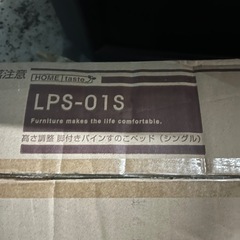 注意
HOME taste
LPS-01S
Furniture makes the life comfortable.
高さ調整 脚付きパインすのこベッド（シングル）